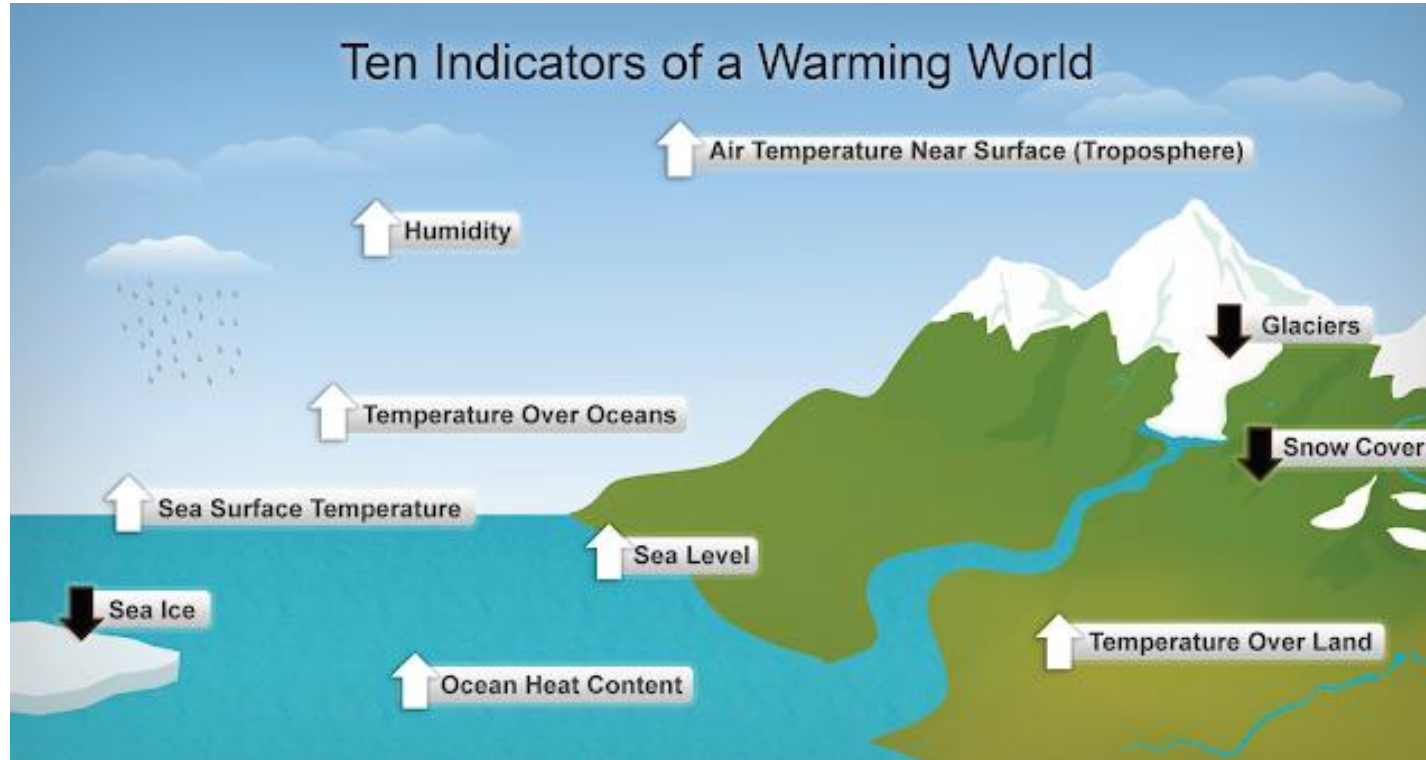 Ten Indicators of a Warming World
Air Temperature Near Surface (Troposphere)
Humidity
Glaciers
Temperature Over Oceans
Snow Cover
Sea Surface Temperature
Sea Level
Sea Ice
Temperature Over Land
Ocean Heat Content